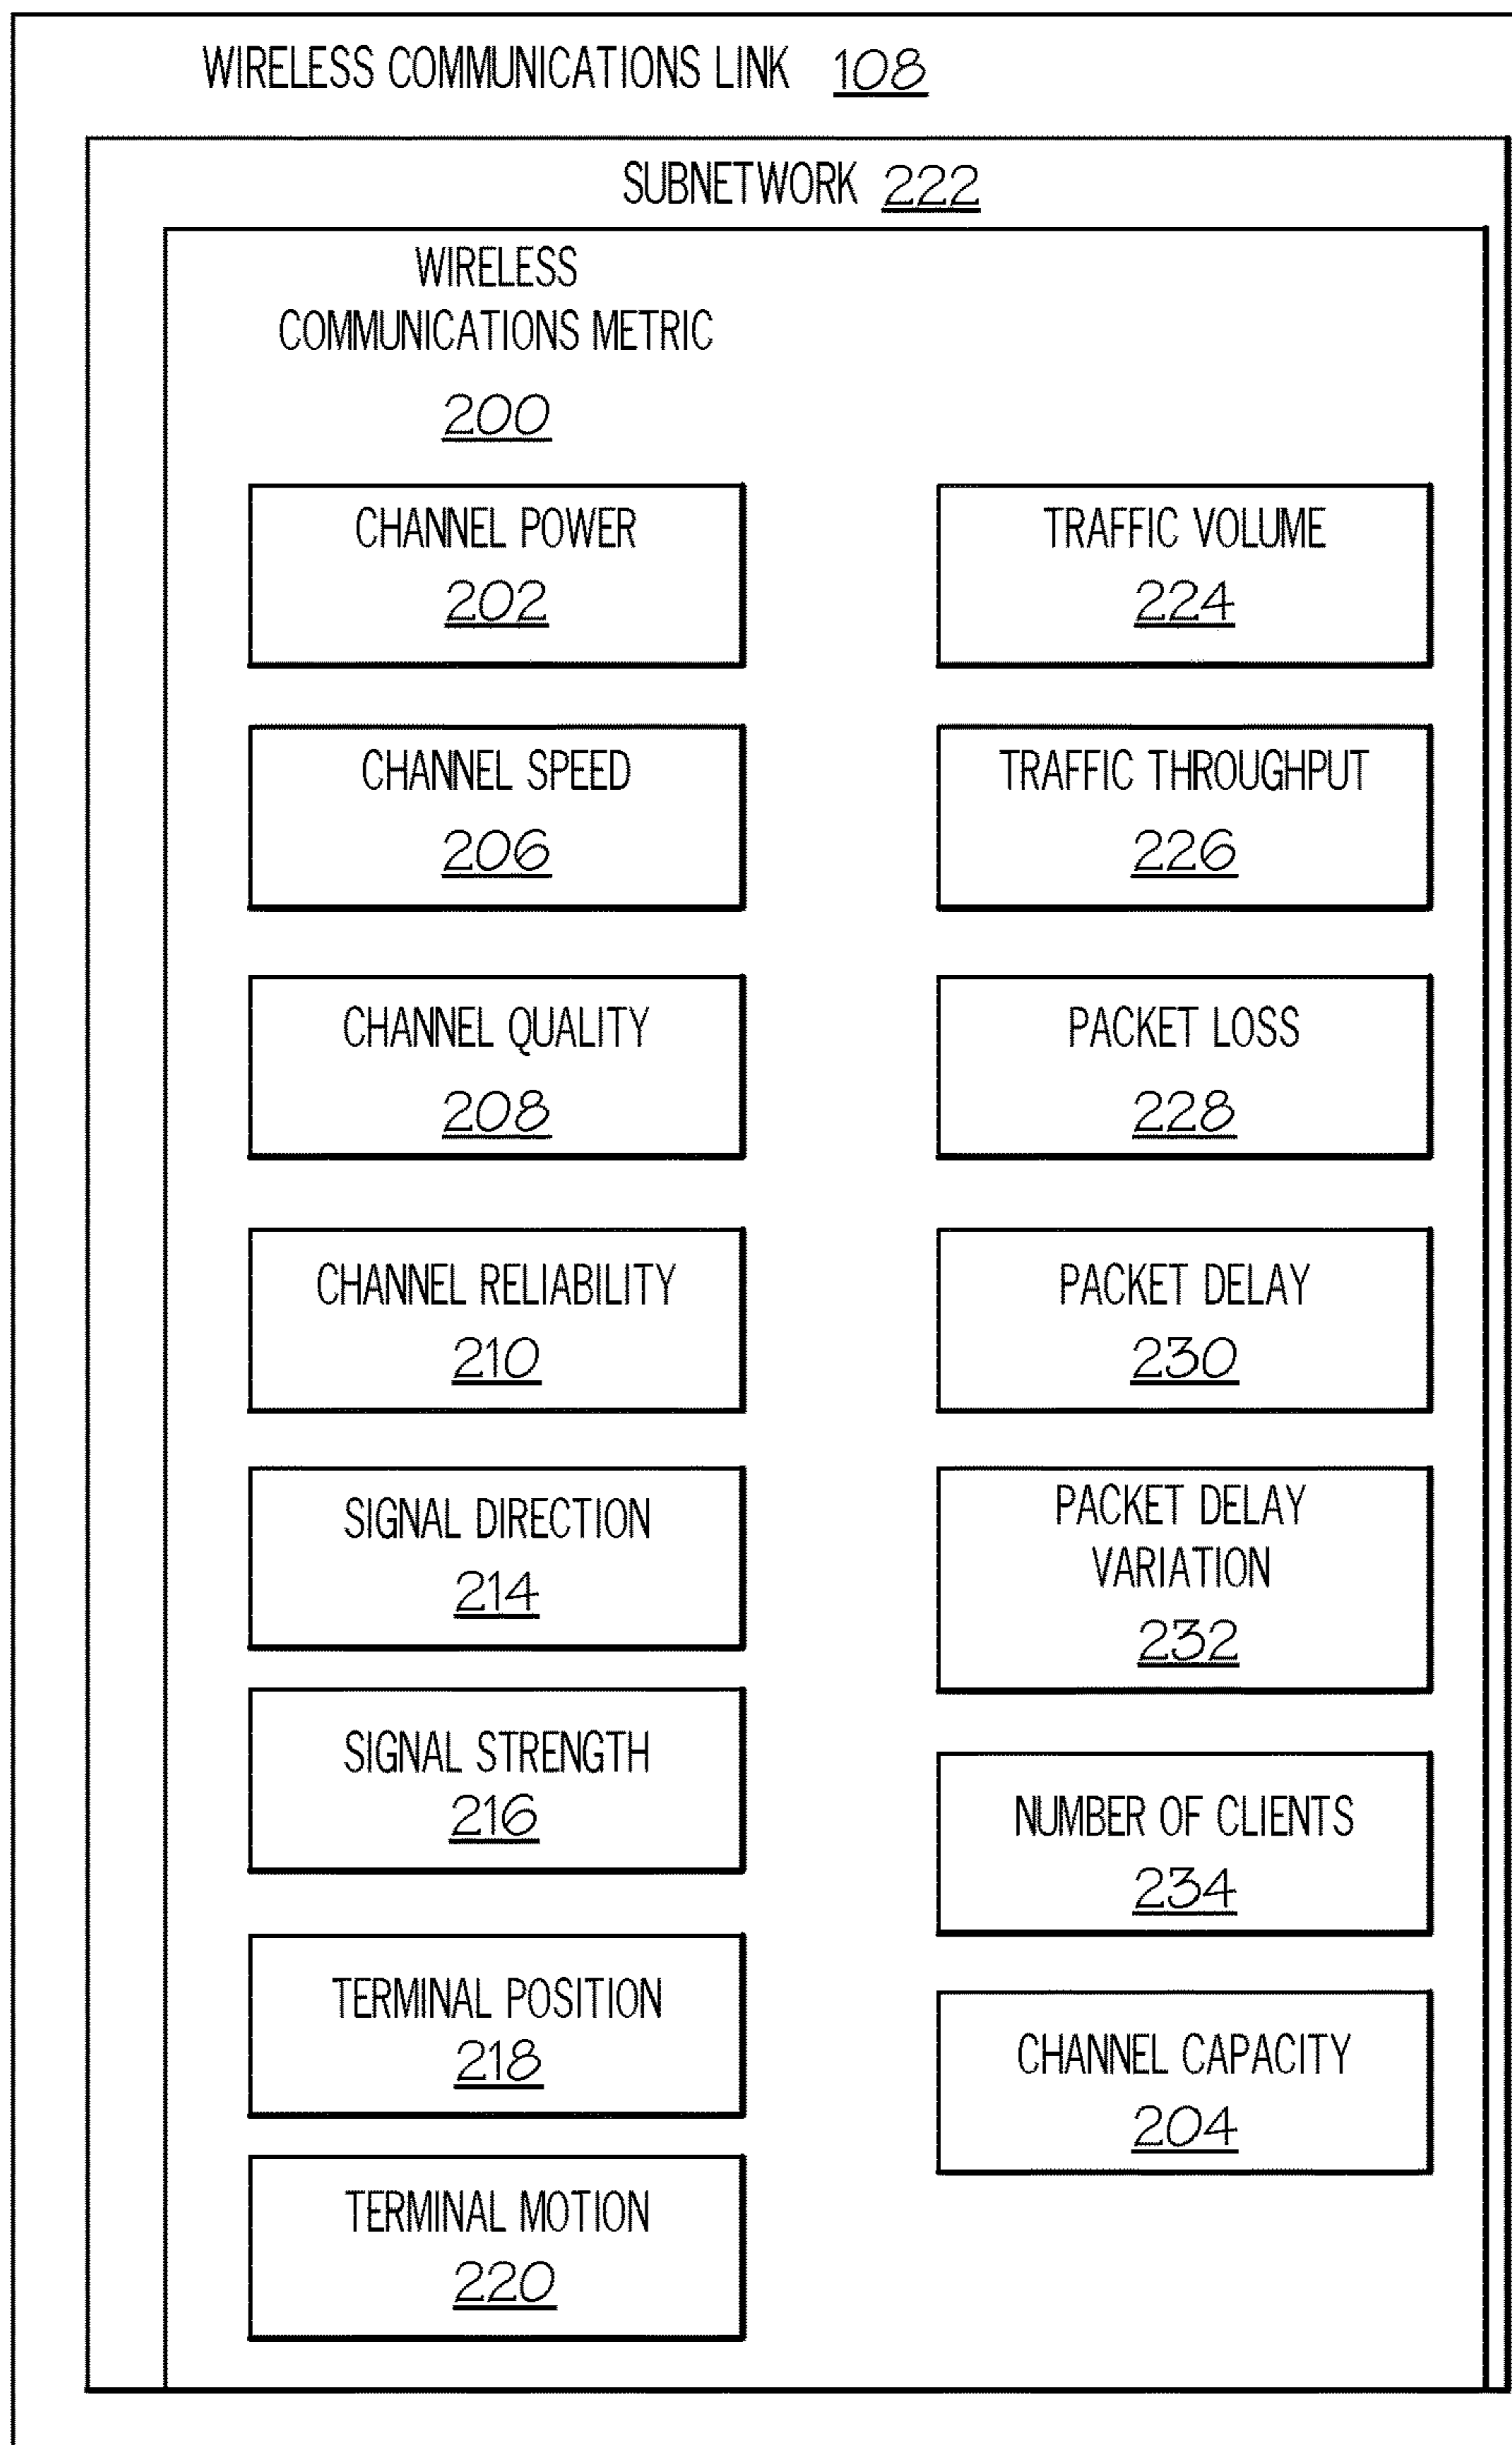 WIRELESS COMMUNICATIONS LINK 108
SUBNETWORK 222
WIRELESS
COMMUNICATIONS METRIC
200
CHANNEL POWER
202
CHANNEL SPEED
206
CHANNEL QUALITY
208
CHANNEL RELIABILITY
210
SIGNAL DIRECTION
214
SIGNAL STRENGTH
216
TERMINAL POSITION
218
TERMINAL MOTION
220
TRAFFIC VOLUME
224
TRAFFIC THROUGHPUT
226
PACKET LOSS
228
PACKET DELAY
230
PACKET DELAY
VARIATION
232
NUMBER OF CLIENTS
234
CHANNEL CAPACITY
204